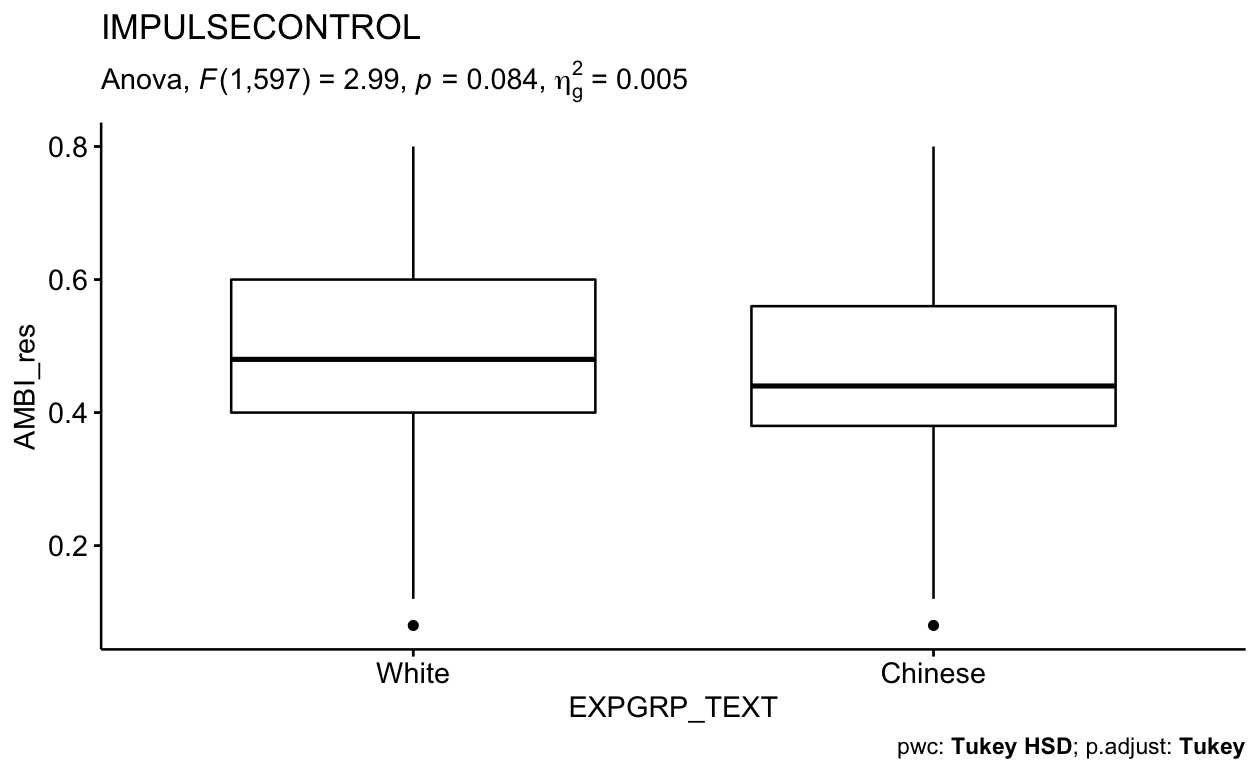 IMPULSECONTROL
Anova, F(1,597) = 2.99, p = 0.084, η²g = 0.005
0.8
0.6
0.4
0.2
AMBI_res
White Chinese
EXPGRP_TEXT
pwc: Tukey HSD; p.adjust: Tukey